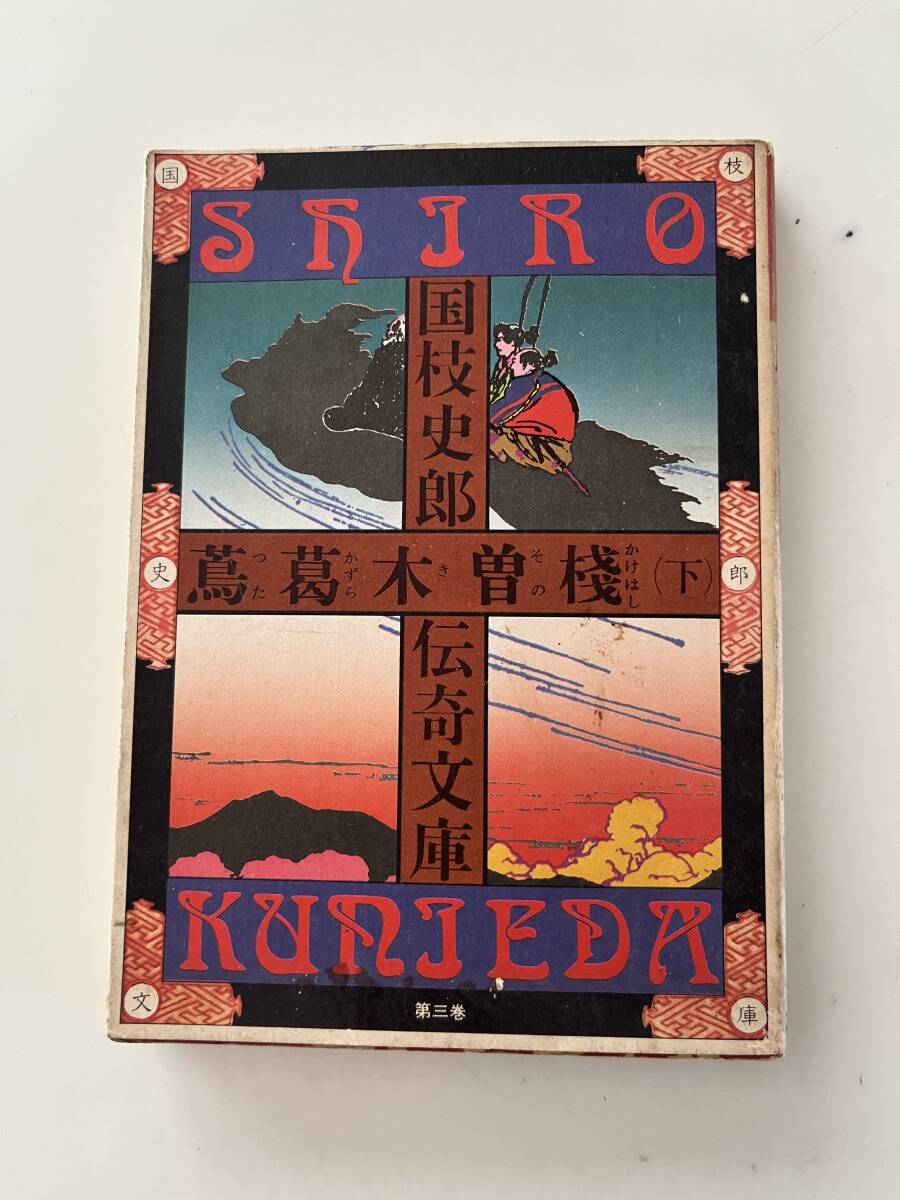 国
枝
SHIRO
国枝史郎
蔦葛木曽棧(下)
つた かずら き その かけはし
史
郎
伝奇文庫
KUNIEDA
文
庫
第三巻